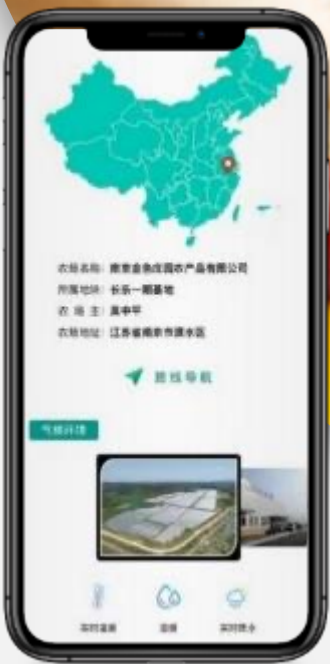 农场名称: 南京金色庄园农产品有限公司
所属地块: 长乐一期基地
农 场 主: 吴中平
农场地址: 江苏省南京市溧水区
路线导航
气候环境
实时温度 湿度 实时降水